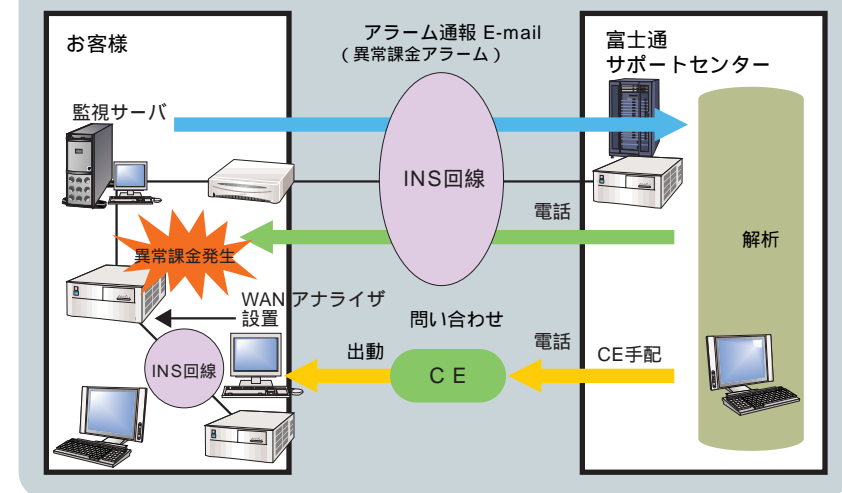 お客様
アラーム通報 E-mail
（異常課金アラーム）
富士通
サポートセンター
監視サーバ
INS回線
電話
異常課金発生
解析
WAN アナライザ
設置
問い合わせ
INS回線
出動
CE
電話
CE手配